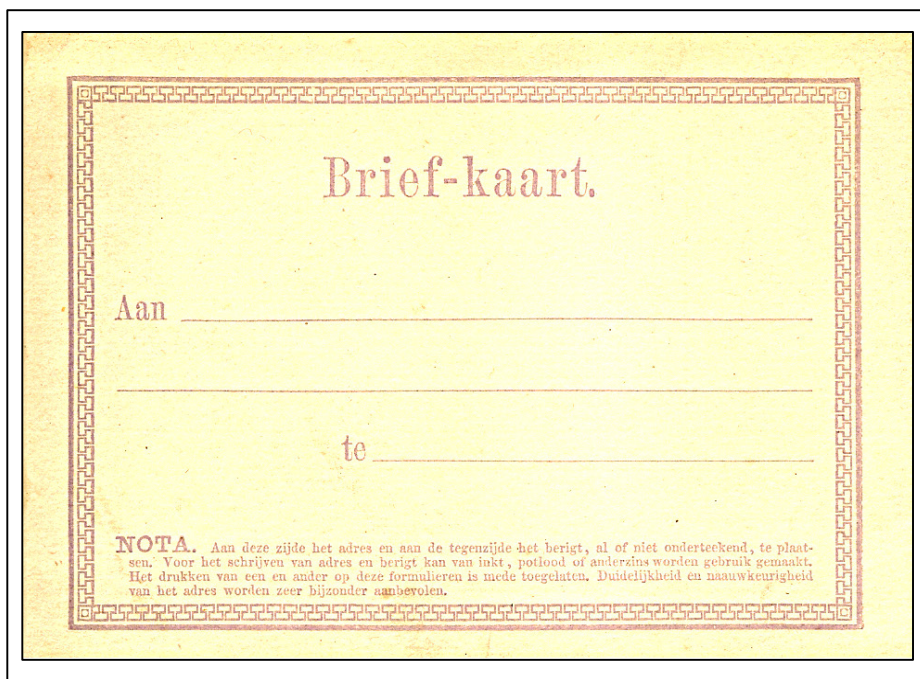 Brief-kaart.
Aan
te
NOTA. Aan deze zijde het adres en aan de tegenzijde het berigt, al of niet onderteekend, te plaat-
sen. Voor het schrijven van adres en berigt kan van inkt, potlood of anderzins worden gebruik gemaakt.
Het drukken van een en ander op deze formulieren is mede toegelaten. Duidelijkheid en naauwkeurigheid
van het adres worden zeer bijzonder aanbevolen.